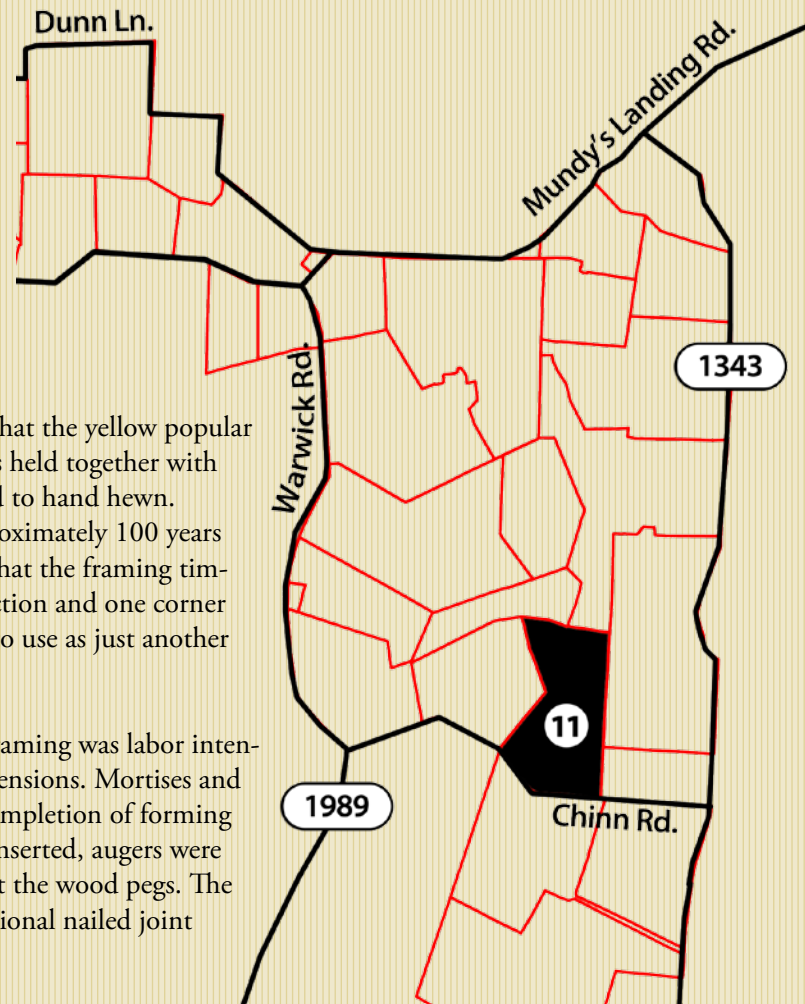 Dunn Ln.
Mundy's Landing Rd.
1343
Warwick Rd.
hat the yellow popular
s held together with
d to hand hewn.
oximately 100 years
hat the framing tim-
ction and one corner
o use as just another
11
aming was labor inten-
ensions. Mortises and
mpletion of forming
nserted, augers were
t the wood pegs. The
ional nailed joint
1989
Chinn Rd.